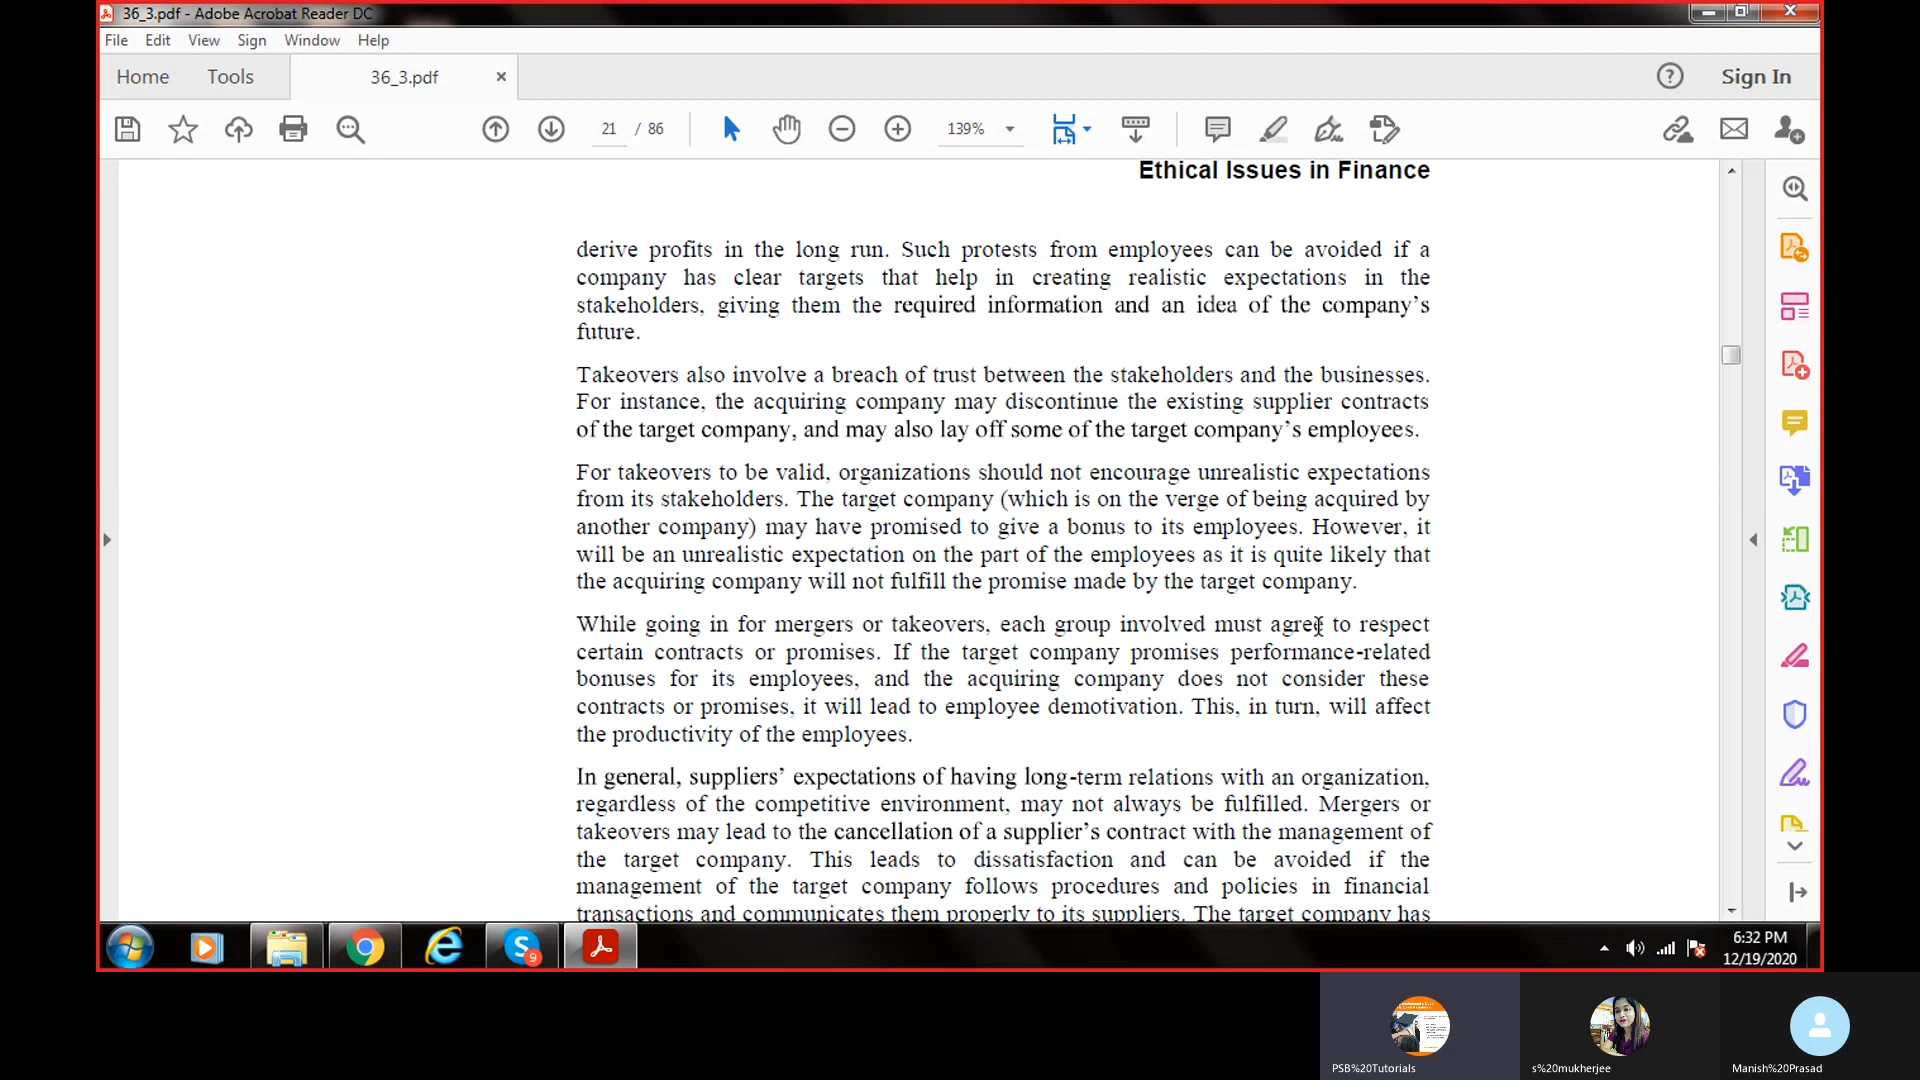 36_3.pdf - Adobe Acrobat Reader DC
File Edit View Sign Window Help
Home Tools 36_3.pdf Sign In
21 / 86 139%
Ethical Issues in Finance
derive profits in the long run. Such protests from employees can be avoided if a
company has clear targets that help in creating realistic expectations in the
stakeholders, giving them the required information and an idea of the company’s
future.
Takeovers also involve a breach of trust between the stakeholders and the businesses.
For instance, the acquiring company may discontinue the existing supplier contracts
of the target company, and may also lay off some of the target company’s employees.
For takeovers to be valid, organizations should not encourage unrealistic expectations
from its stakeholders. The target company (which is on the verge of being acquired by
another company) may have promised to give a bonus to its employees. However, it
will be an unrealistic expectation on the part of the employees as it is quite likely that
the acquiring company will not fulfill the promise made by the target company.
While going in for mergers or takeovers, each group involved must agree to respect
certain contracts or promises. If the target company promises performance-related
bonuses for its employees, and the acquiring company does not consider these
contracts or promises, it will lead to employee demotivation. This, in turn, will affect
the productivity of the employees.
In general, suppliers’ expectations of having long-term relations with an organization,
regardless of the competitive environment, may not always be fulfilled. Mergers or
takeovers may lead to the cancellation of a supplier’s contract with the management of
the target company. This leads to dissatisfaction and can be avoided if the
management of the target company follows procedures and policies in financial
transactions and communicates them properly to its suppliers. The target company has
9
6:32 PM
12/19/2020
PSB%20Tutorials s%20mukherjee Manish%20Prasad